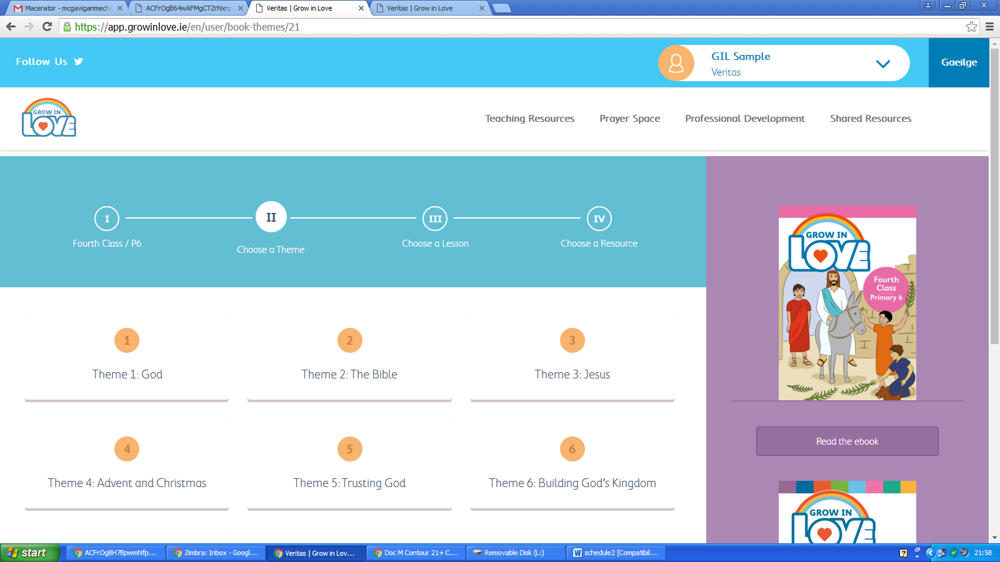 Macerator - mcgaviganmecha
ACFrOgB64wAFMgCTZrNxnp
Veritas | Grow in Love
Veritas | Grow in Love
https://app.growinlove.ie/en/user/book-themes/21
Follow Us
GIL Sample
Veritas
Gaeilge
GROW IN
LOVE
Teaching Resources
Prayer Space
Professional Development
Shared Resources
I
II
III
IV
Fourth Class / P6
Choose a Theme
Choose a Lesson
Choose a Resource
GROW IN
LOVE
Fourth
Class
Primary 6
1
2
3
Theme 1: God
Theme 2: The Bible
Theme 3: Jesus
4
5
6
Theme 4: Advent and Christmas
Theme 5: Trusting God
Theme 6: Building God's Kingdom
Read the ebook
GROW IN
LOVE
start
ACFrOgBH7BpwmNfp...
Zimbra: Inbox - Googl...
Veritas | Grow in Lov...
Doc M Contour 21+ C...
Removable Disk (L:)
schedule2 [Compatibil...
21:58